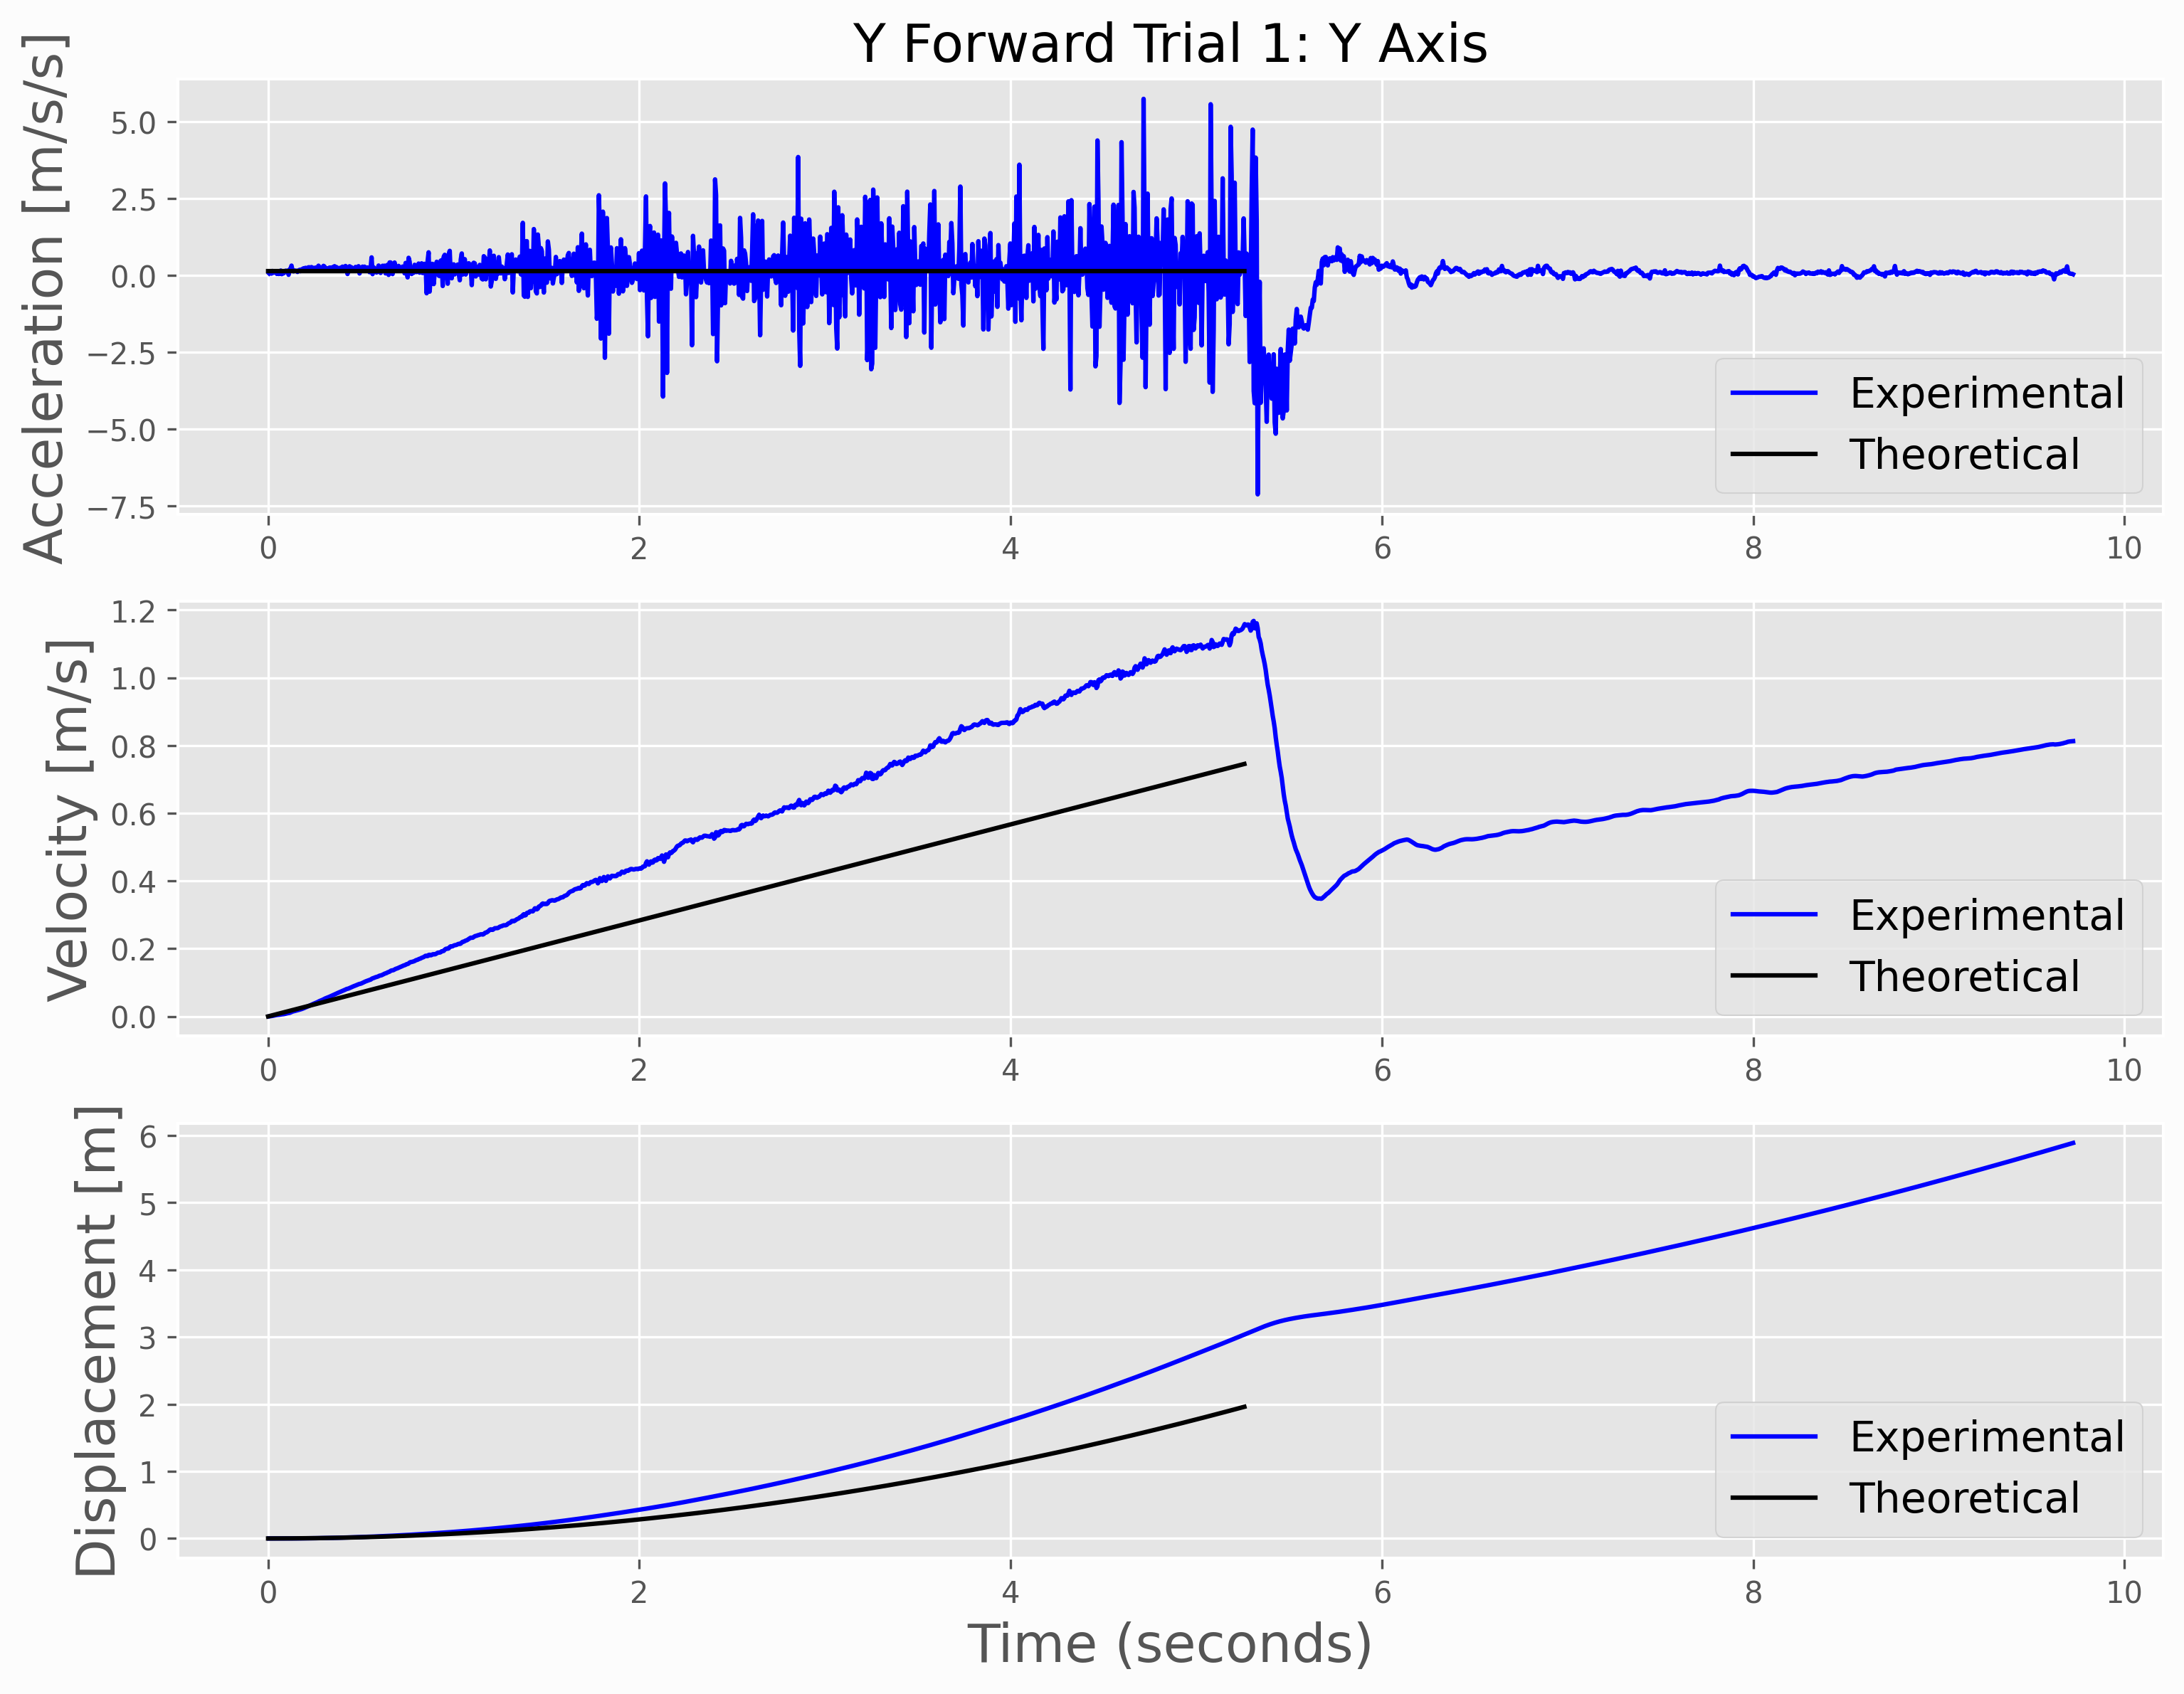 Y Forward Trial 1: Y Axis
Acceleration [m/s/s]
5.0
2.5
0.0
−2.5
−5.0
−7.5
Experimental
Theoretical
0 2 4 6 8 10
Velocity [m/s]
1.2
1.0
0.8
0.6
0.4
0.2
0.0
Experimental
Theoretical
0 2 4 6 8 10
Displacement [m]
6
5
4
3
2
1
0
Experimental
Theoretical
0 2 4 6 8 10
Time (seconds)